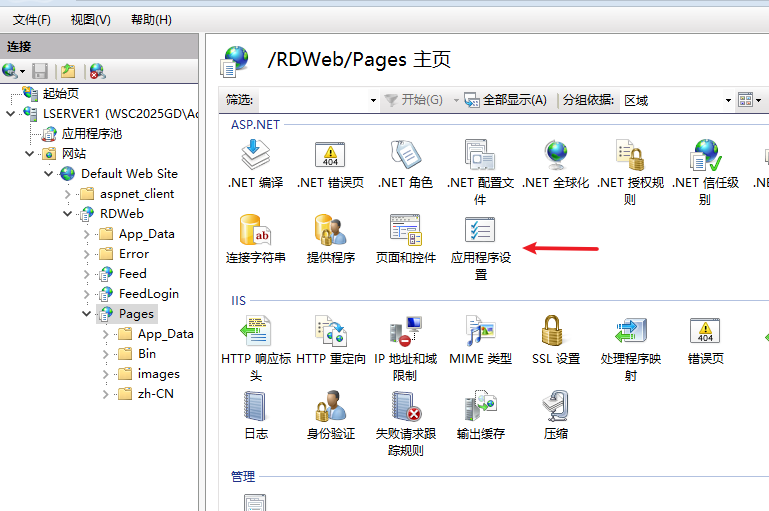 文件(F) 视图(V) 帮助(H)
连接
起始页
LSERVER1 (WSC2025GD\Ac
应用程序池
网站
Default Web Site
aspnet_client
RDWeb
App_Data
Error
Feed
FeedLogin
Pages
App_Data
Bin
images
zh-CN
/RDWeb/Pages 主页
筛选: 开始(G) 全部显示(A) 分组依据: 区域
ASP.NET
404
.NET 编译 .NET 错误页 .NET 角色 .NET 配置文件 .NET 全球化 .NET 授权规则 .NET 信任级别 .NE
ab
连接字符串 提供程序 页面和控件 应用程序设置
IIS
404
HTTP 响应标头 HTTP 重定向 IP 地址和域限制 MIME 类型 SSL 设置 处理程序映射 错误页
日志 身份验证 失败请求跟踪规则 输出缓存 压缩
管理